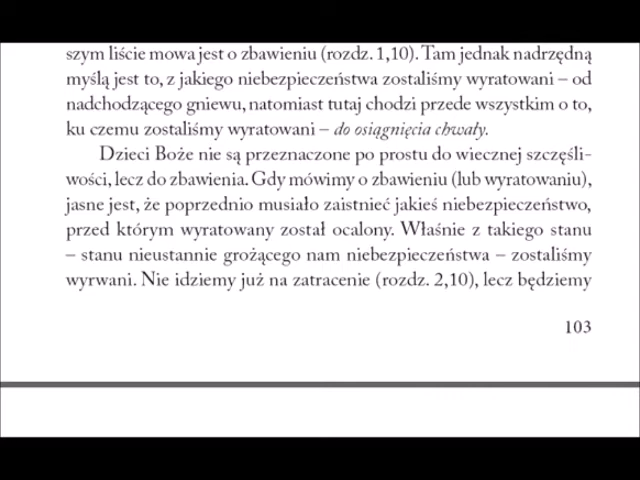 szym liście mowa jest o zbawieniu (rozdz. 1,10). Tam jednak nadrzędną
myślą jest to, z jakiego niebezpieczeństwa zostaliśmy wyratowani – od
nadchodzącego gniewu, natomiast tutaj chodzi przede wszystkim o to,
ku czemu zostaliśmy wyratowani – do osiągnięcia chwały.
Dzieci Boże nie są przeznaczone po prostu do wiecznej szczęśli-
wości, lecz do zbawienia. Gdy mówimy o zbawieniu (lub wyratowaniu),
jasne jest, że poprzednio musiało zaistnieć jakieś niebezpieczeństwo,
przed którym wyratowany został ocalony. Właśnie z takiego stanu
– stanu nieustannie grożącego nam niebezpieczeństwa – zostaliśmy
wyrwani. Nie idziemy już na zatracenie (rozdz. 2,10), lecz będziemy
103